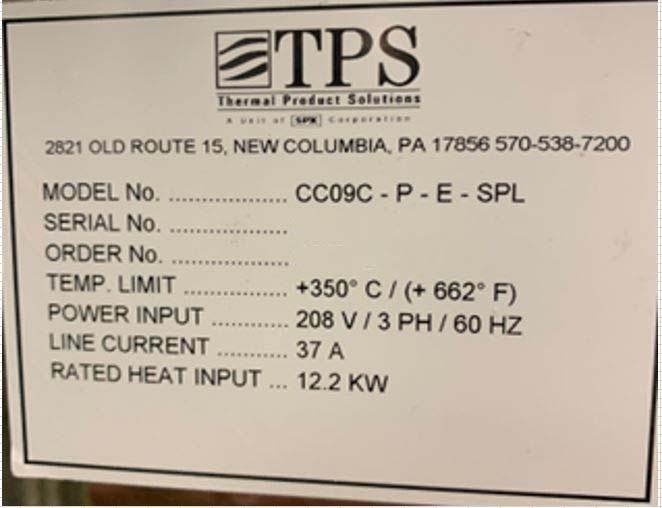 TPS
Thermal Product Solutions
A Unit of SPX Corporation
2821 OLD ROUTE 15, NEW COLUMBIA, PA 17856 570-538-7200
MODEL No. .................. CC09C - P - E - SPL
SERIAL No. ..................
ORDER No. ..................
TEMP. LIMIT ................ +350° C / (+ 662° F)
POWER INPUT ............ 208 V / 3 PH / 60 HZ
LINE CURRENT .......... 37 A
RATED HEAT INPUT ... 12.2 KW